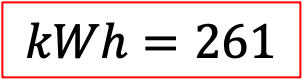 kWh = 261